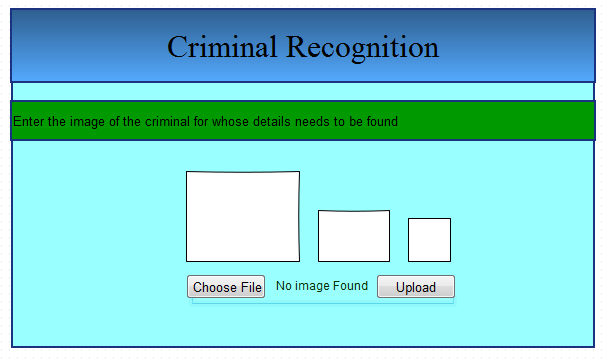 Criminal Recognition
Enter the image of the criminal for whose details needs to be found
Choose File No image Found Upload